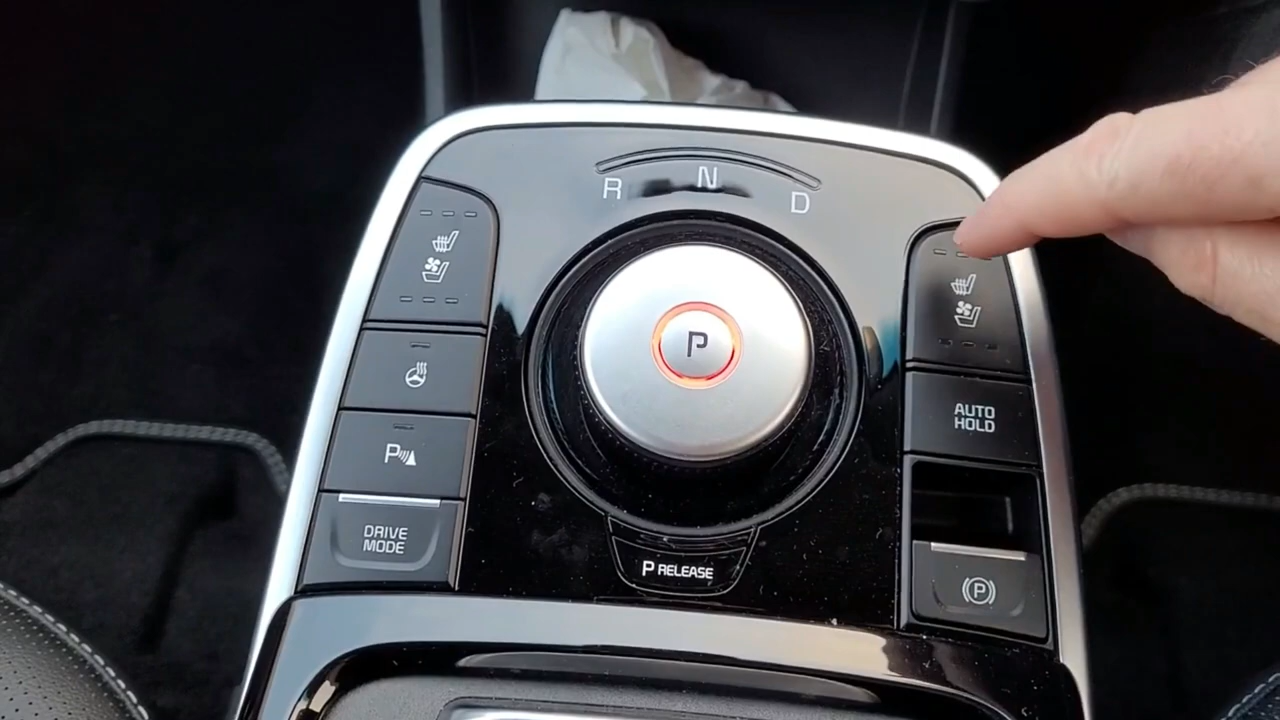 R N D
P
AUTO
HOLD
P
DRIVE
MODE
P RELEASE
P